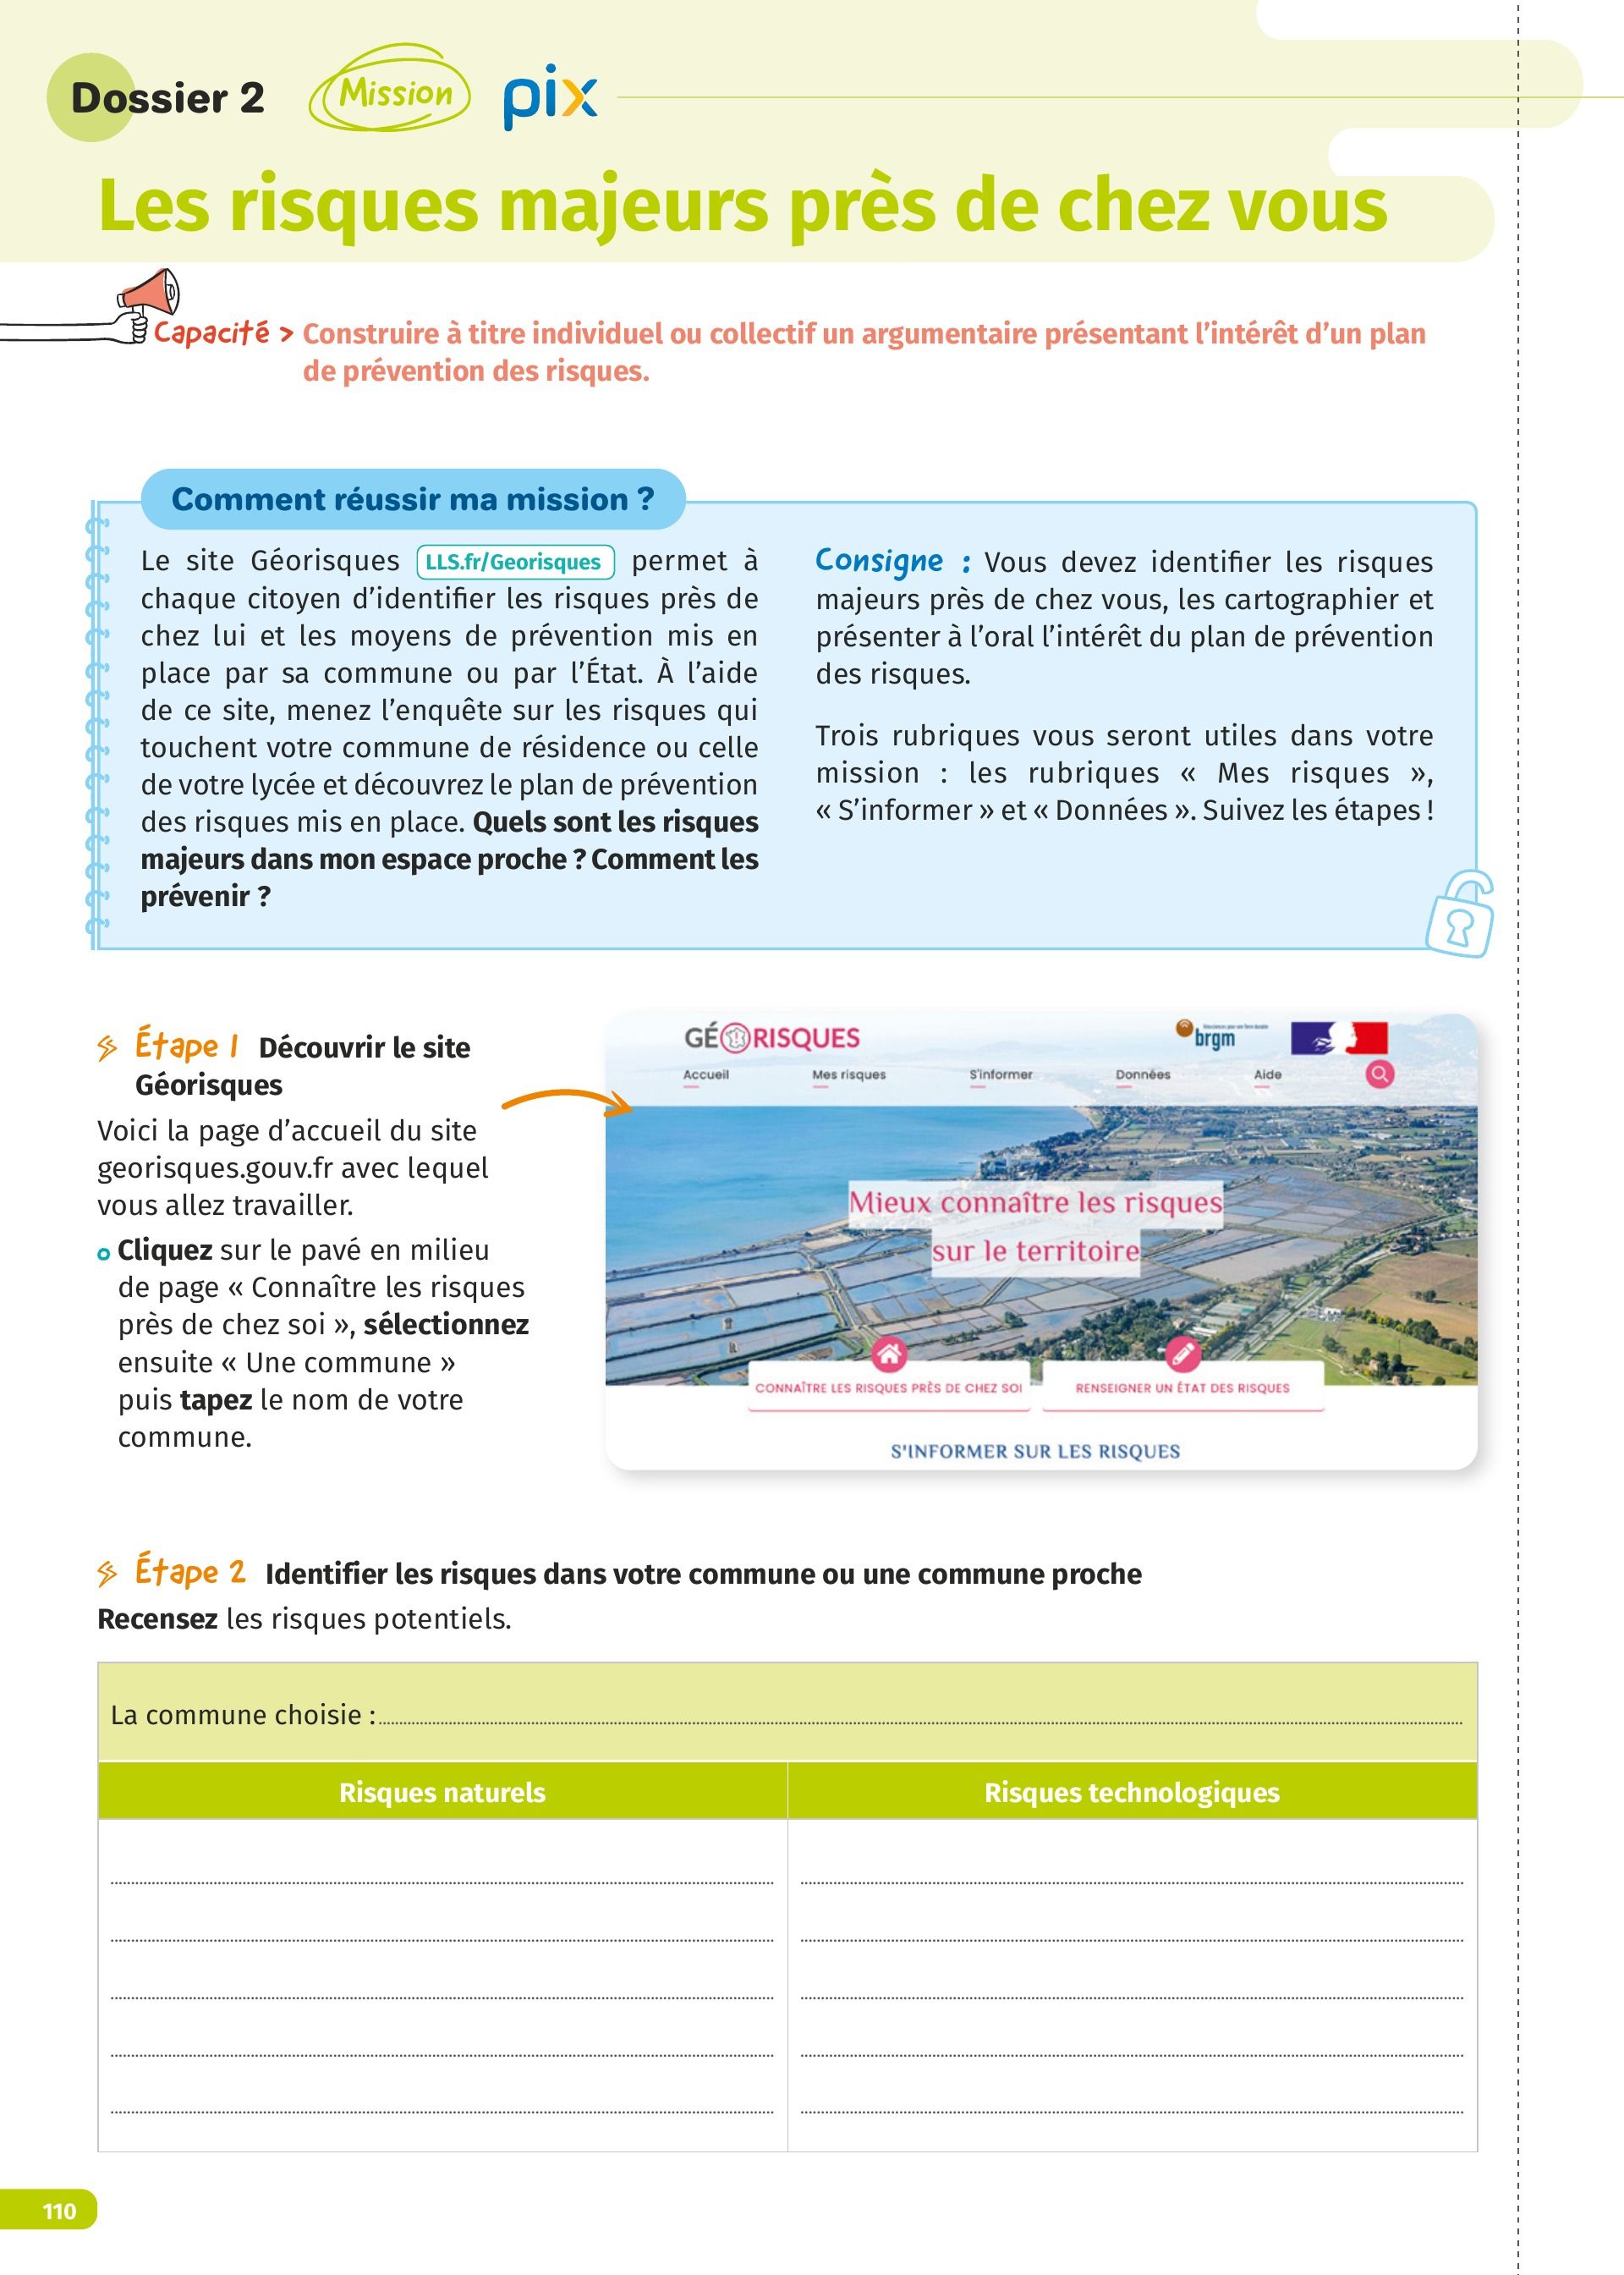 Dossier 2
Mission
pix
Les risques majeurs près de chez vous
Capacité > Construire à titre individuel ou collectif un argumentaire présentant l'intérêt d'un plan
de prévention des risques.
Comment réussir ma mission ?
Le site Géorisques LLS.fr/Georisques permet à
chaque citoyen d'identifier les risques près de
chez lui et les moyens de prévention mis en
place par sa commune ou par l'État. À l'aide
de ce site, menez l'enquête sur les risques qui
touchent votre commune de résidence ou celle
de votre lycée et découvrez le plan de prévention
des risques mis en place. Quels sont les risques
majeurs dans mon espace proche ? Comment les
prévenir ?
Consigne : Vous devez identifier les risques
majeurs près de chez vous, les cartographier et
présenter à l'oral l'intérêt du plan de prévention
des risques.
Trois rubriques vous seront utiles dans votre
mission : les rubriques « Mes risques »,
« S'informer » et « Données ». Suivez les étapes !
Étape 1 Découvrir le site
Géorisques
Voici la page d'accueil du site
georisques.gouv.fr avec lequel
vous allez travailler.
Cliquez sur le pavé en milieu
de page « Connaître les risques
près de chez soi », sélectionnez
ensuite « Une commune »
puis tapez le nom de votre
commune.
GÉORISQUES
brgm
Accueil
Mes risques
S'informer
Données
Aide
Mieux connaître les risques
sur le territoire
CONNAÎTRE LES RISQUES PRÈS DE CHEZ SOI
RENSEIGNER UN ÉTAT DES RISQUES
S'INFORMER SUR LES RISQUES
Étape 2 Identifier les risques dans votre commune ou une commune proche
Recensez les risques potentiels.
La commune choisie :
Risques naturels
Risques technologiques
110